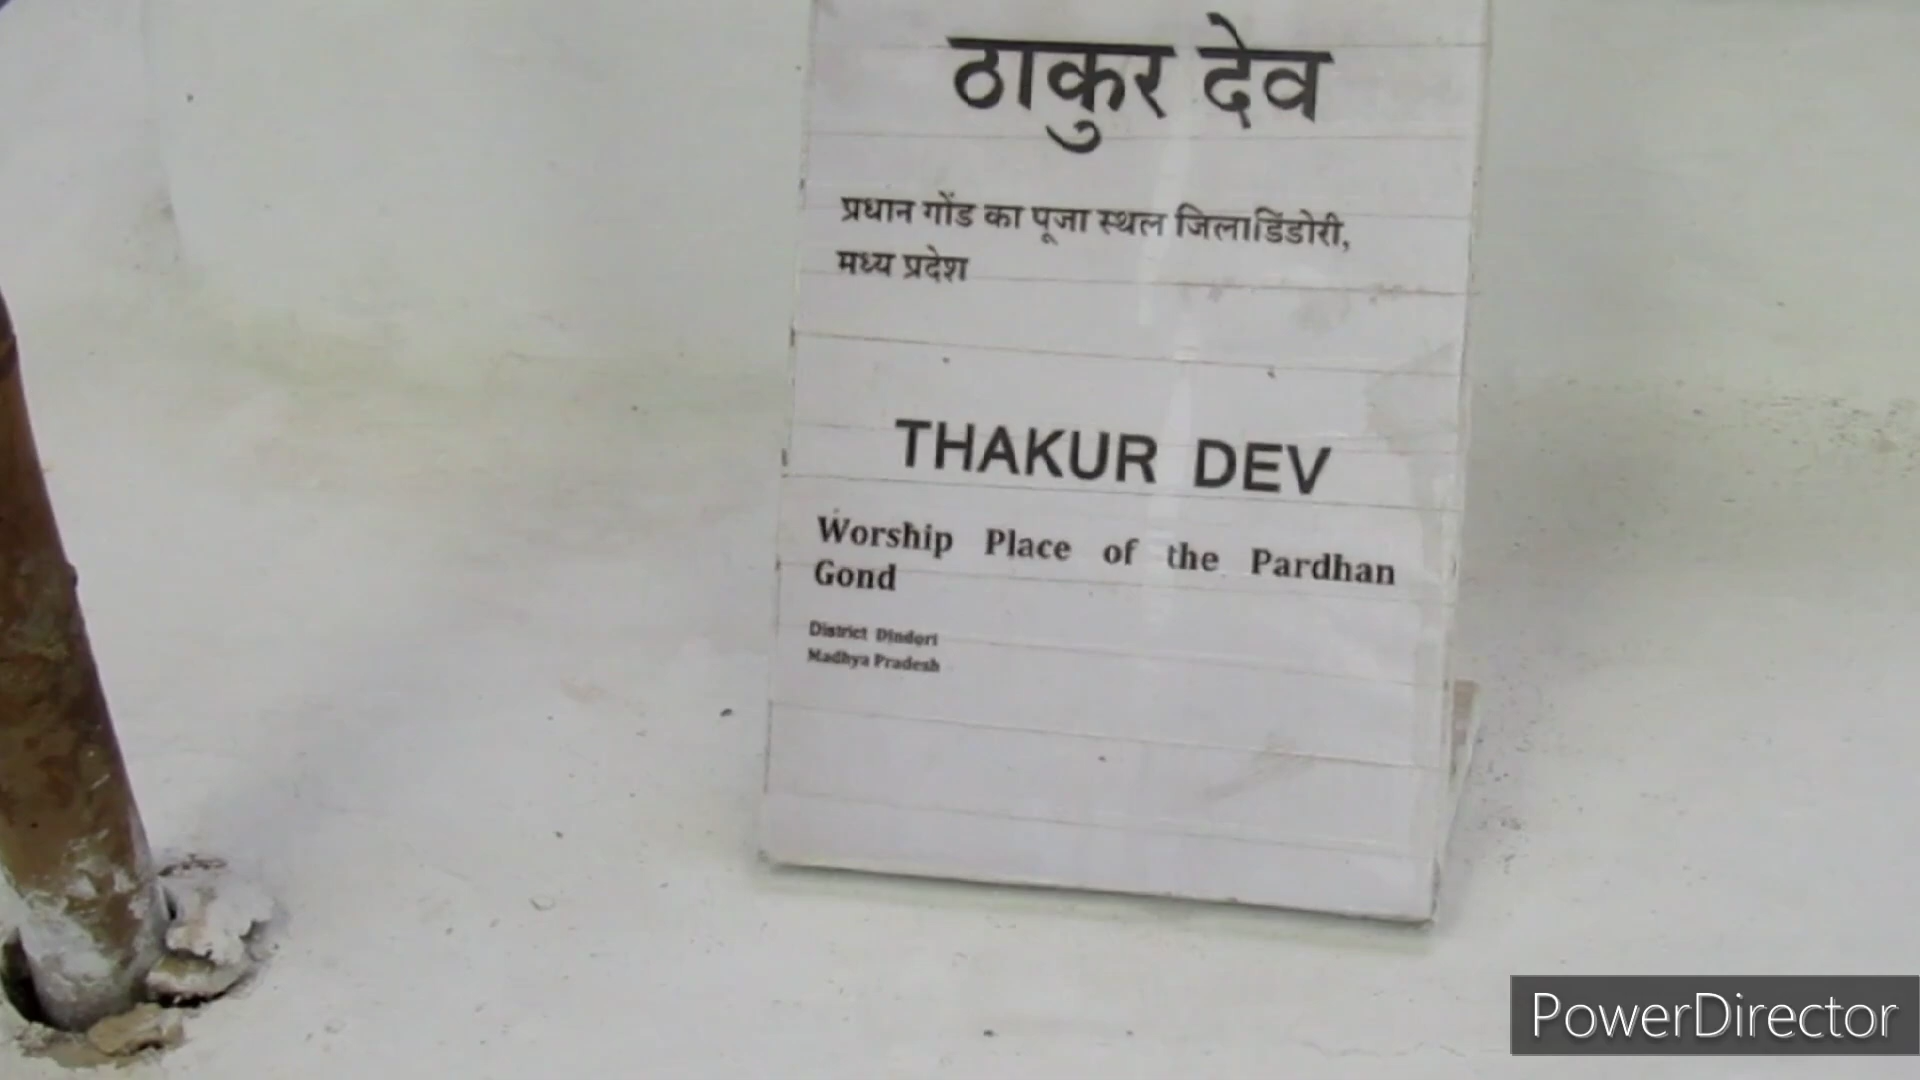 ठाकुर देव
प्रधान गोंड का पूजा स्थल जिलाडिंडोरी,
मध्य प्रदेश
THAKUR DEV
Worship Place of the Pardhan
Gond
District Dindori
Madhya Pradesh
PowerDirector